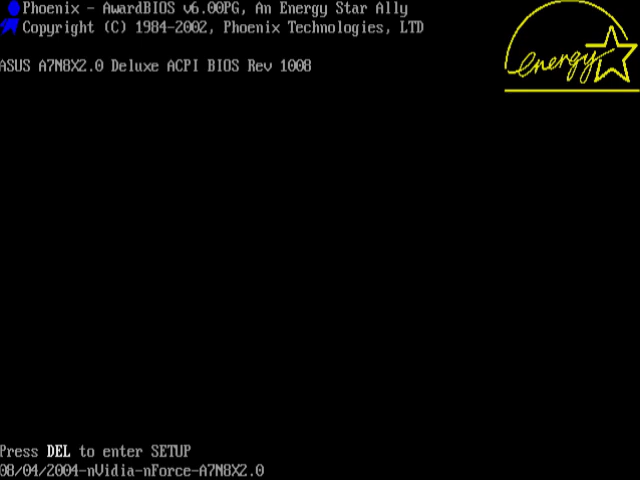 Phoenix - AwardBIOS v6.00PG, An Energy Star Ally
Copyright (C) 1984-2002, Phoenix Technologies, LTD
energy
ASUS A7N8X2.0 Deluxe ACPI BIOS Rev 1008
Press DEL to enter SETUP
08/04/2004-nVidia-nForce-A7N8X2.0